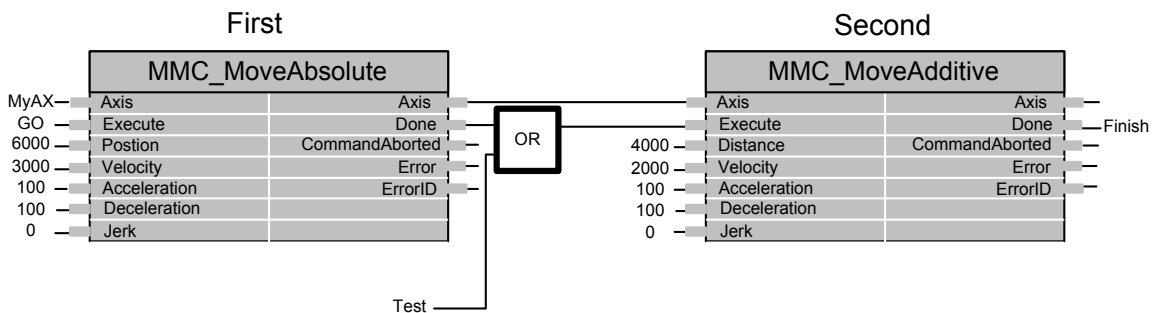 First Second
MMC_MoveAbsolute MMC_MoveAdditive
MyAX Axis Axis Axis Axis
GO Execute Done OR Execute Done Finish
6000 Postion CommandAborted 4000 Distance CommandAborted
3000 Velocity Error 2000 Velocity Error
100 Acceleration ErrorID 100 Acceleration ErrorID
100 Deceleration 100 Deceleration
0 Jerk 0 Jerk
Test